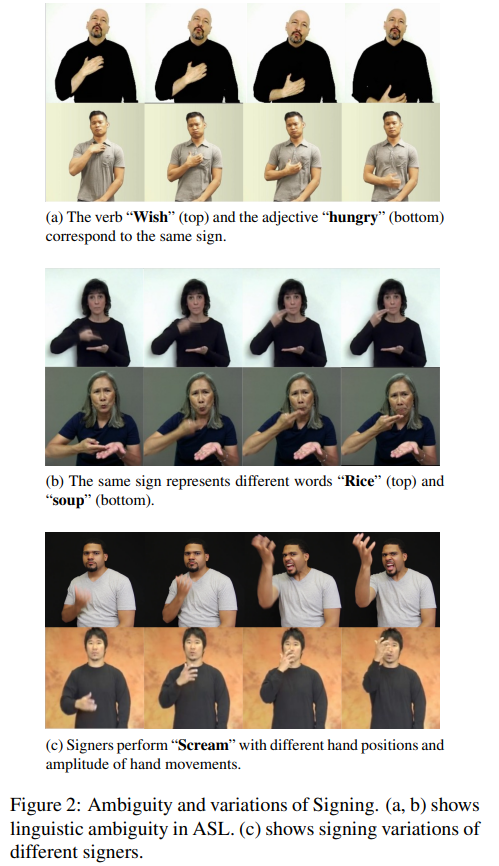 (a) The verb “Wish” (top) and the adjective “hungry” (bottom)
correspond to the same sign.
(b) The same sign represents different words “Rice” (top) and
“soup” (bottom).
(c) Signers perform “Scream” with different hand positions and
amplitude of hand movements.
Figure 2: Ambiguity and variations of Signing. (a, b) shows
linguistic ambiguity in ASL. (c) shows signing variations of
different signers.